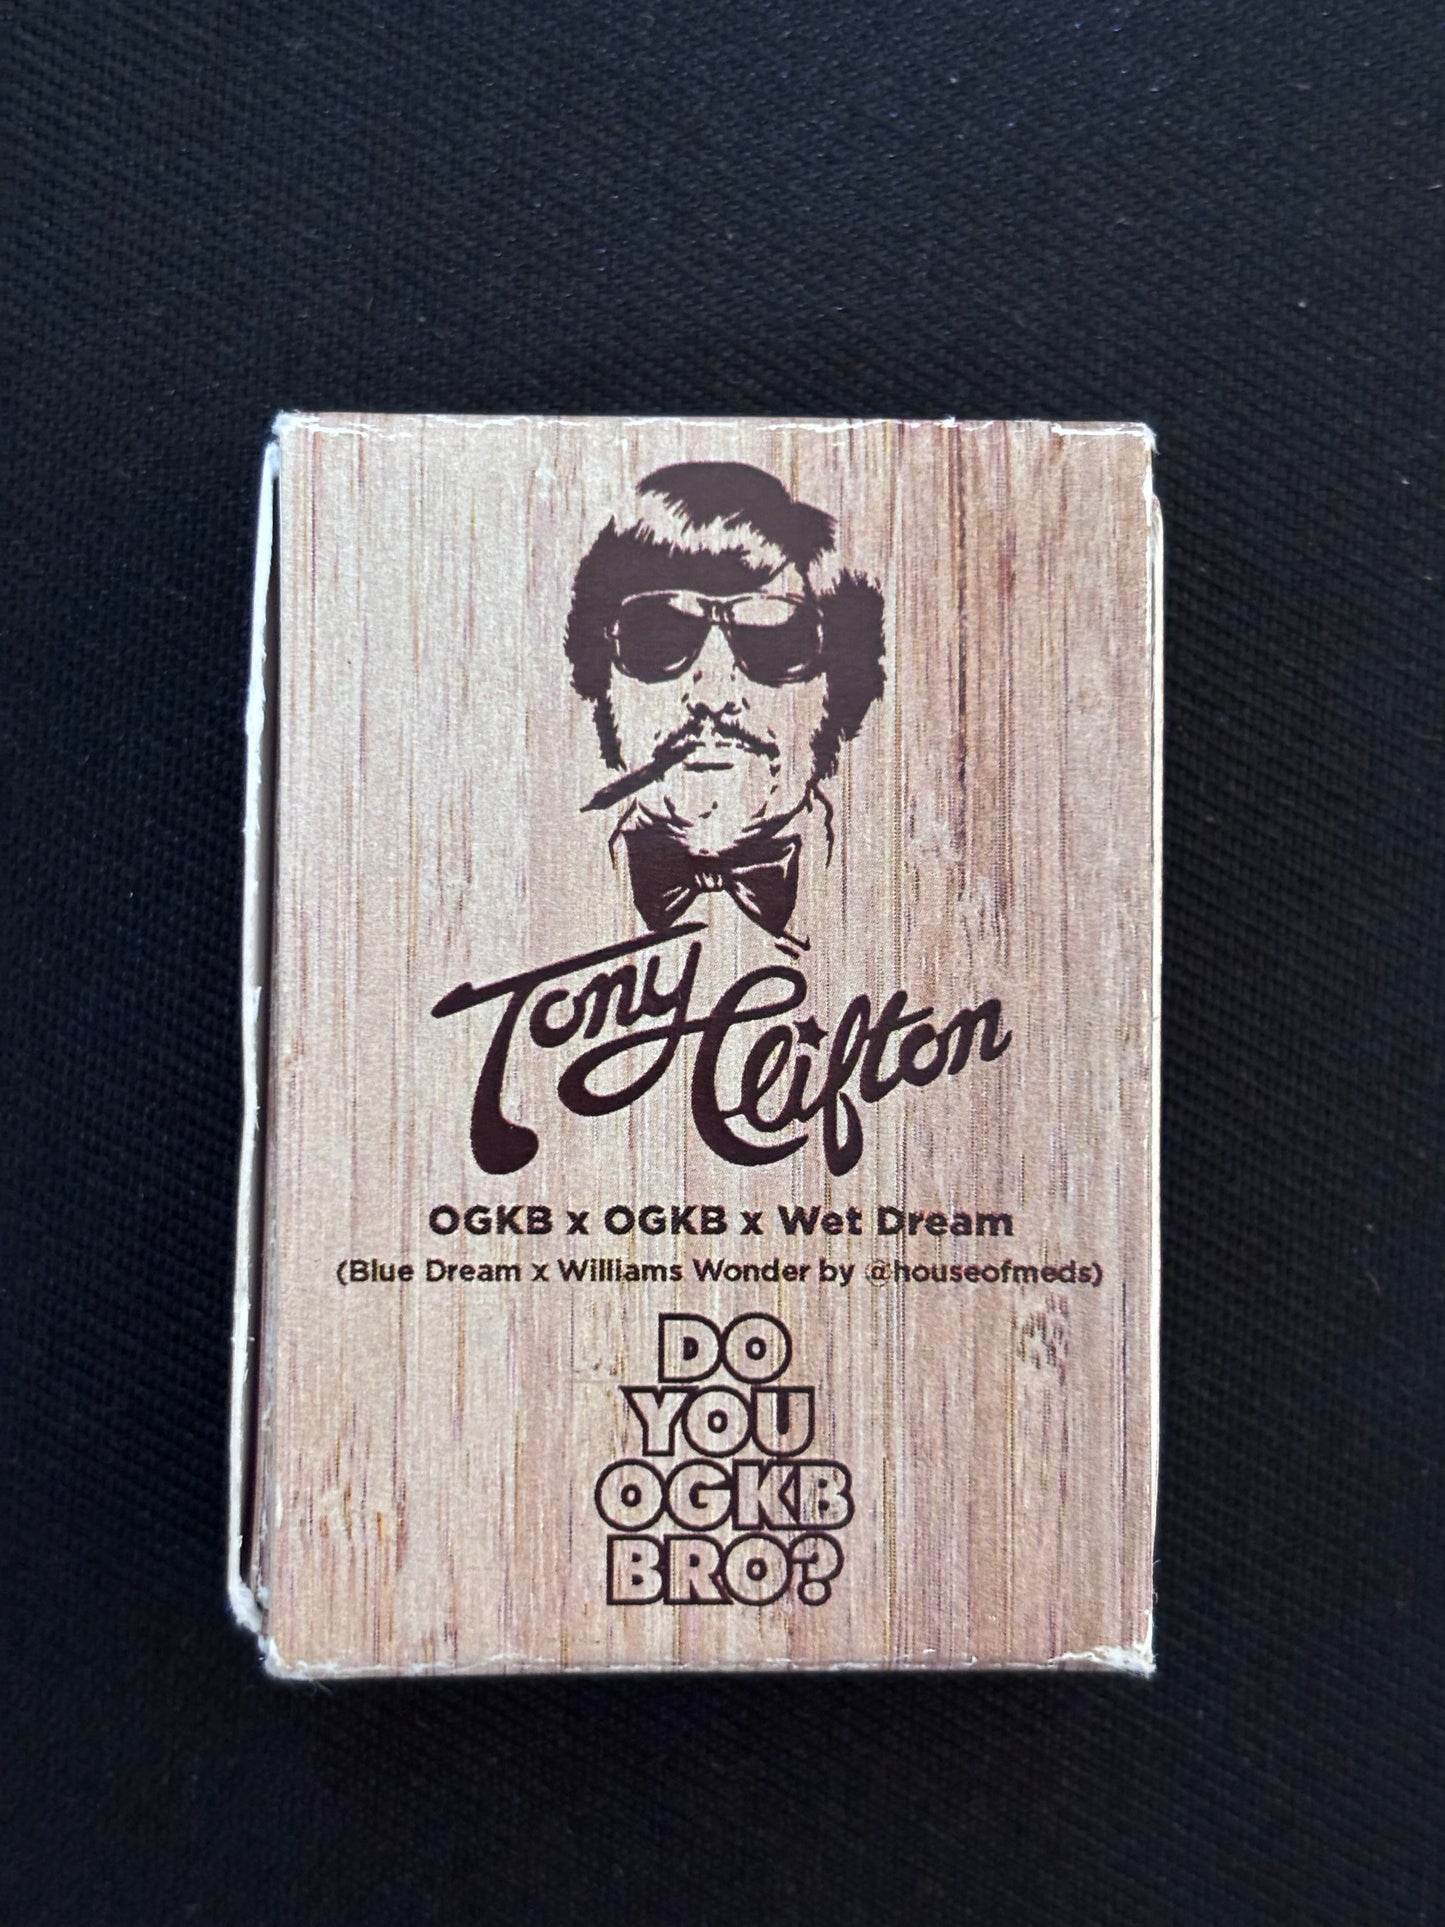 Tony Clifton
OGKB x OGKB x Wet Dream
(Blue Dream x Williams Wonder by @houseofmeds)
DO
YOU
OGKB
BRO?